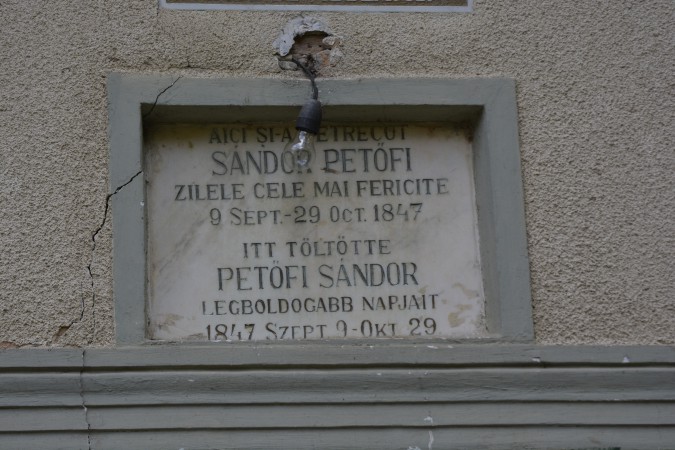 AICI ȘI-A PETRECUT
SÁNDOR PETŐFI
ZILELE CELE MAI FERICITE
9 SEPT.-29 OCT. 1847
ITT TÖLTÖTTE
PETŐFI SÁNDOR
LEGBOLDOGABB NAPJAIT
1847 SZEPT 9-OKT 29